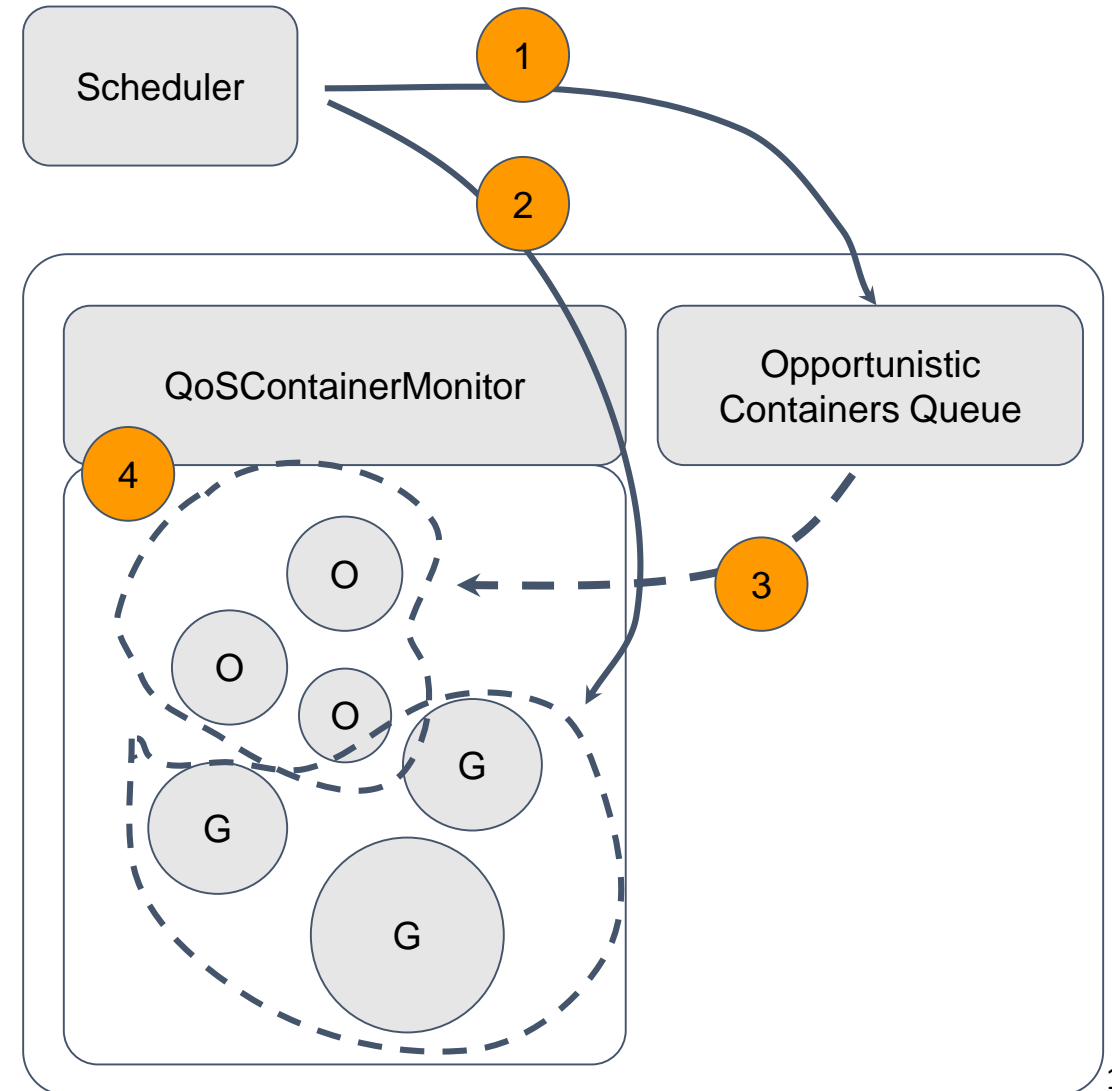 1
Scheduler
2
QoSContainerMonitor
Opportunistic
Containers Queue
4
O
3
O
O
G
G
G